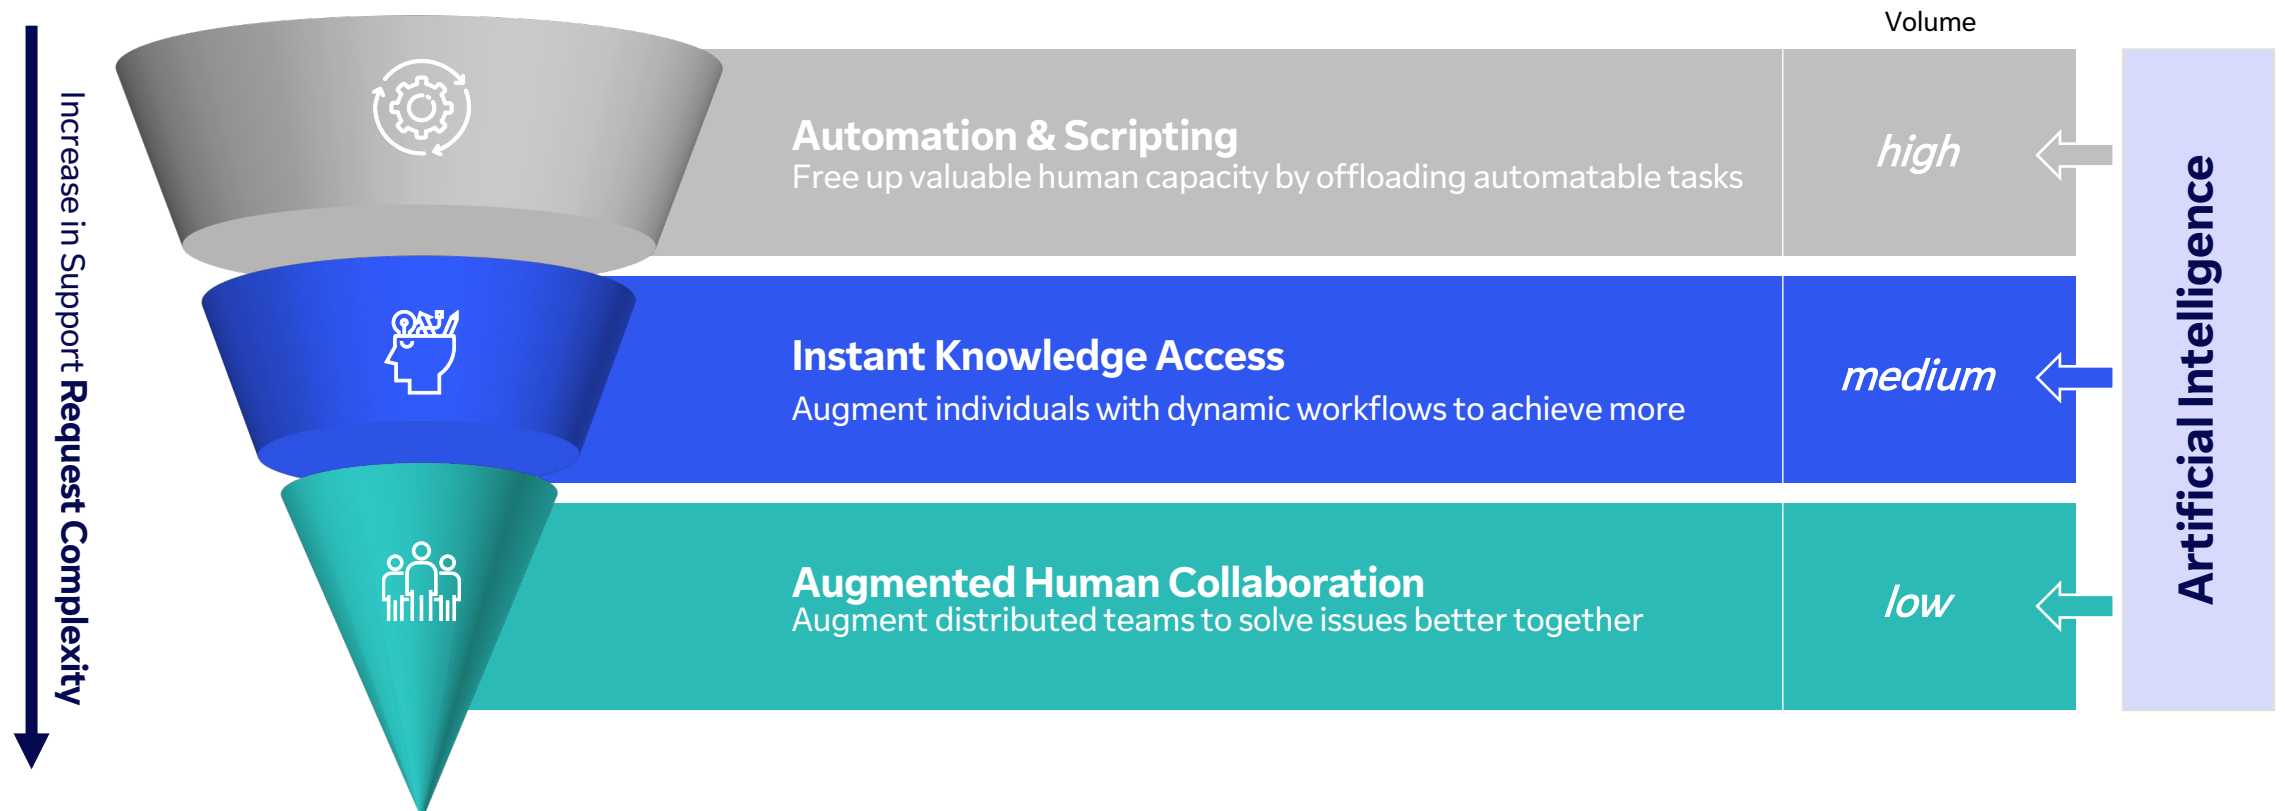 Volume
Increase in Support Request Complexity
Automation & Scripting
Free up valuable human capacity by offloading automatable tasks
high
Instant Knowledge Access
Augment individuals with dynamic workflows to achieve more
medium
Augmented Human Collaboration
Augment distributed teams to solve issues better together
low
Artificial Intelligence